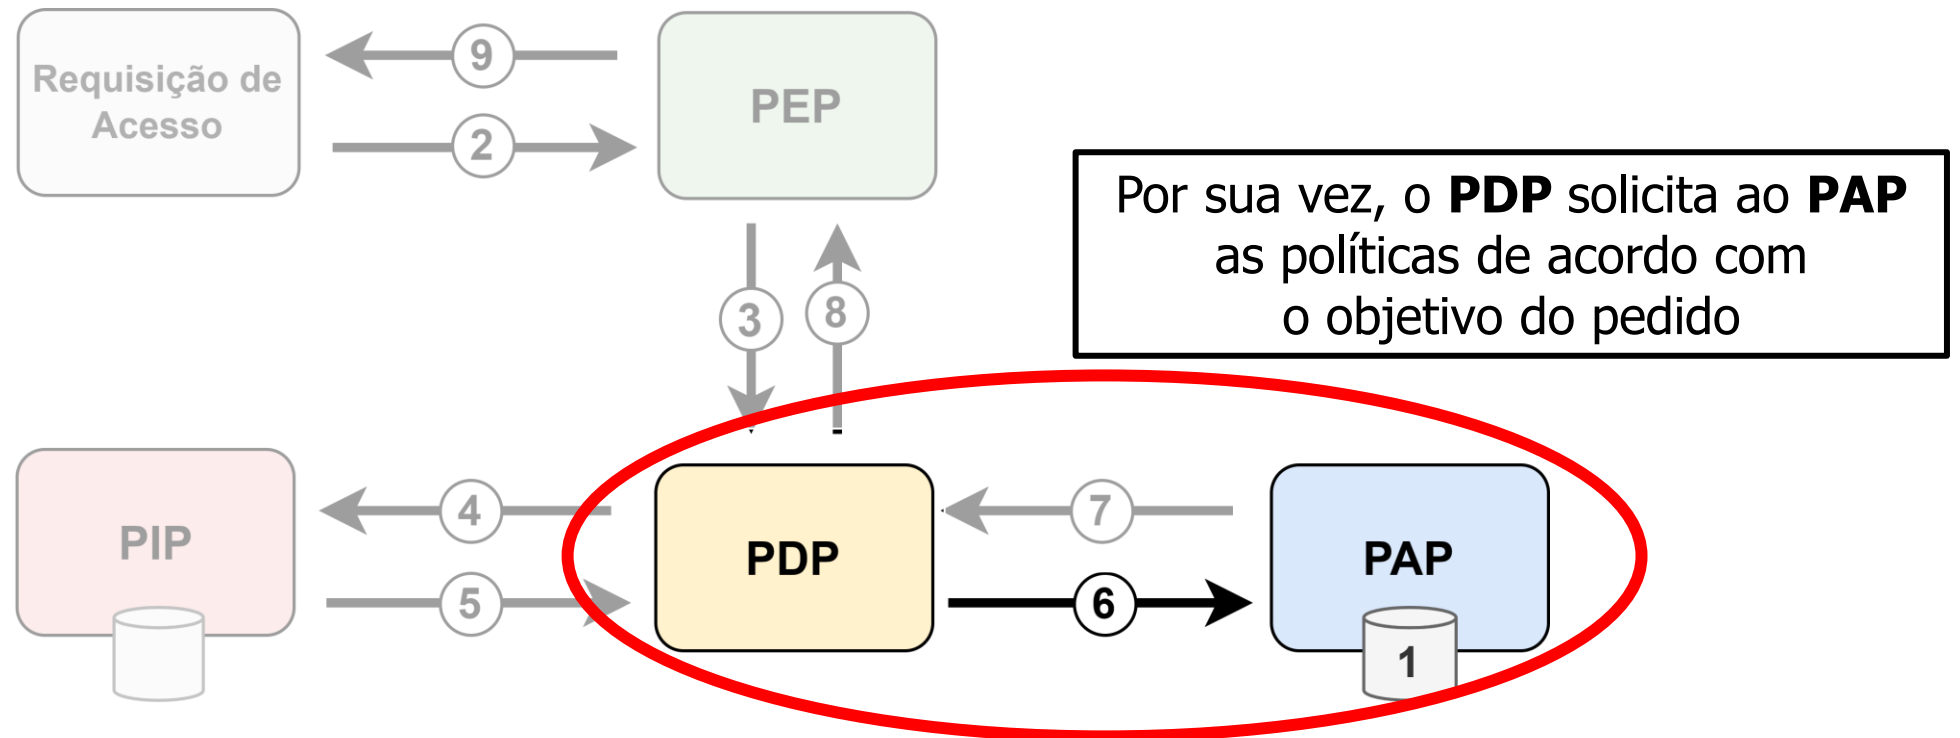 Requisição de
Acesso
9
2
PEP
Por sua vez, o PDP solicita ao PAP
as políticas de acordo com
o objetivo do pedido
3
8
PIP
4
5
PDP
7
6
PAP
1